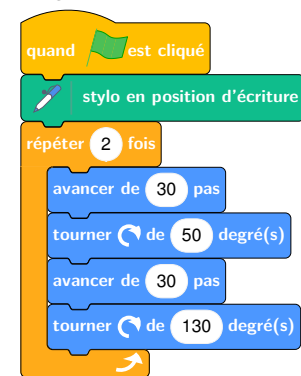 quand est cliqué
stylo en position d'écriture
répéter 2 fois
avancer de 30 pas
tourner de 50 degré(s)
avancer de 30 pas
tourner de 130 degré(s)